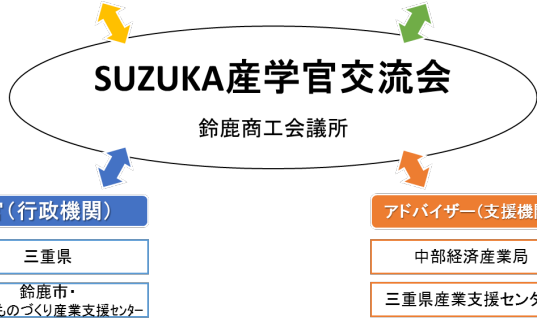 SUZUKA産学官交流会
鈴鹿商工会議所
(行政機関)
アドバイザー(支援機関
三重県
中部経済産業局
鈴鹿市・
ものづくり産業支援センター
三重県産業支援センタ